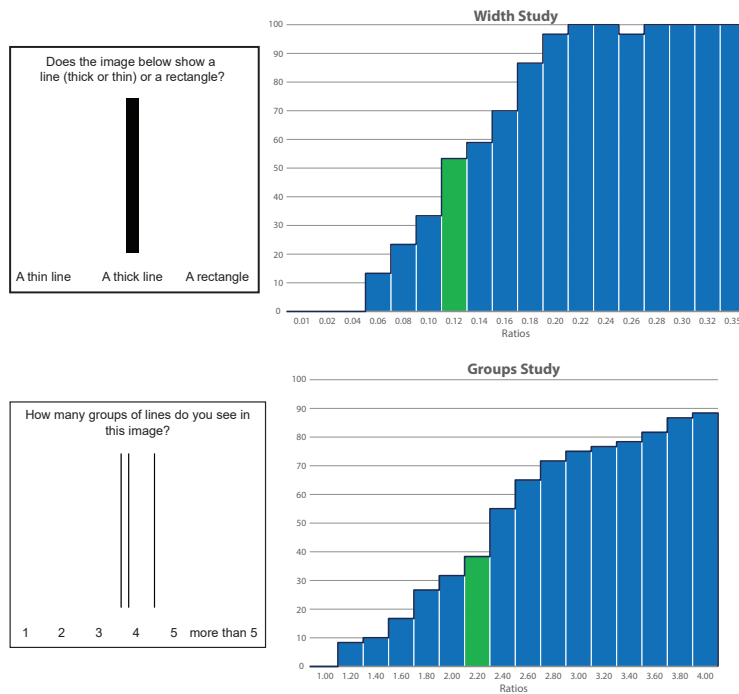 Does the image below show a
line (thick or thin) or a rectangle?
A thin line A thick line A rectangle
Width Study
100
90
80
70
60
50
40
30
20
10
0
0.01 0.02 0.04 0.06 0.08 0.10 0.12 0.14 0.16 0.18 0.20 0.22 0.24 0.26 0.28 0.30 0.32 0.35
Ratios
How many groups of lines do you see in
this image?
1 2 3 4 5 more than 5
Groups Study
100
90
80
70
60
50
40
30
20
10
0
1.00 1.20 1.40 1.60 1.80 2.00 2.20 2.40 2.60 2.80 3.00 3.20 3.40 3.60 3.80 4.00
Ratios